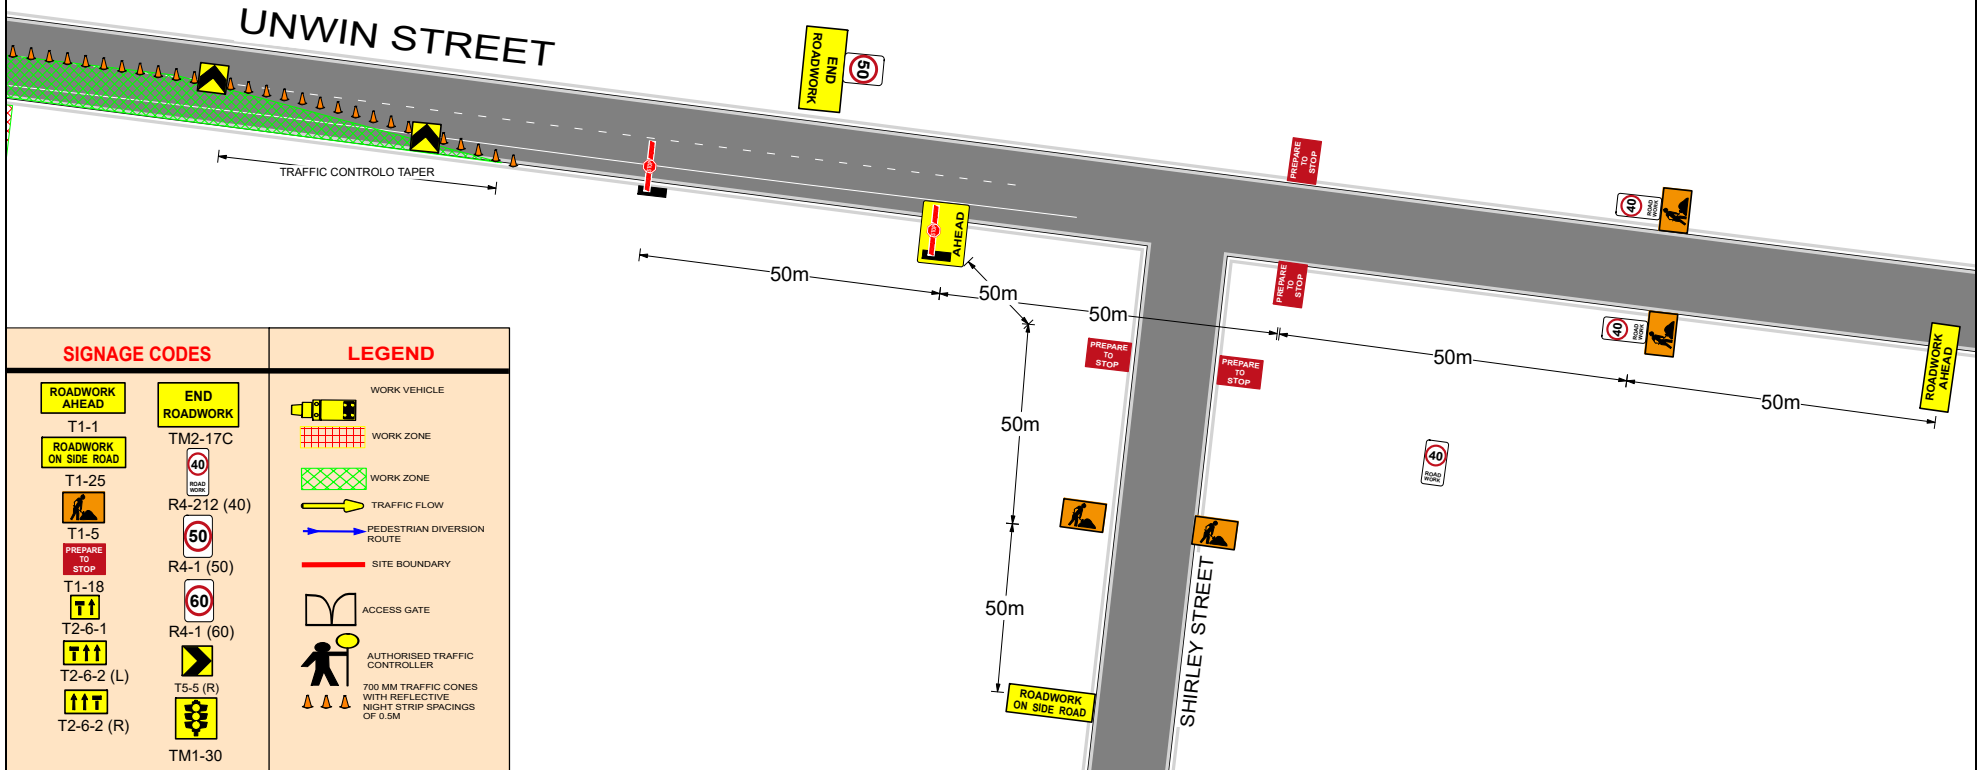 UNWIN STREET
END
ROADWORK
50
TRAFFIC CONTROLO TAPER
AHEAD
50m
50m
50m
50m
50m
50m
50m
PREPARE
TO
STOP
PREPARE
TO
STOP
PREPARE
TO
STOP
PREPARE
TO
STOP
40
ROAD
WORK
40
ROAD
WORK
40
ROAD
WORK
ROADWORK
AHEAD
SHIRLEY STREET
ROADWORK
ON SIDE ROAD
SIGNAGE CODES
ROADWORK
AHEAD
T1-1
ROADWORK
ON SIDE ROAD
T1-25
T1-5
PREPARE
TO
STOP
T1-18
T2-6-1
T2-6-2 (L)
T2-6-2 (R)
END
ROADWORK
TM2-17C
40
ROAD
WORK
R4-212 (40)
50
R4-1 (50)
60
R4-1 (60)
T5-5 (R)
TM1-30
LEGEND
WORK VEHICLE
WORK ZONE
WORK ZONE
TRAFFIC FLOW
PEDESTRIAN DIVERSION
ROUTE
SITE BOUNDARY
ACCESS GATE
AUTHORISED TRAFFIC
CONTROLLER
700 MM TRAFFIC CONES
WITH REFLECTIVE
NIGHT STRIP SPACINGS
OF 0.5M